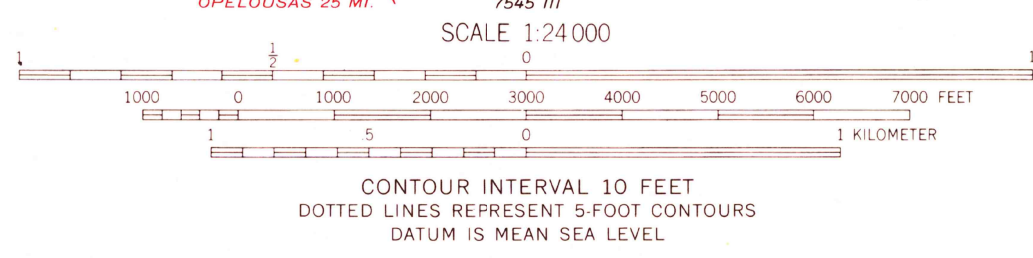 OPELOUSAS 25 MI.
7545 III
SCALE 1:24 000
1 1/2 0 1
1000 0 1000 2000 3000 4000 5000 6000 7000 FEET
1 .5 0 1 KILOMETER
CONTOUR INTERVAL 10 FEET
DOTTED LINES REPRESENT 5-FOOT CONTOURS
DATUM IS MEAN SEA LEVEL